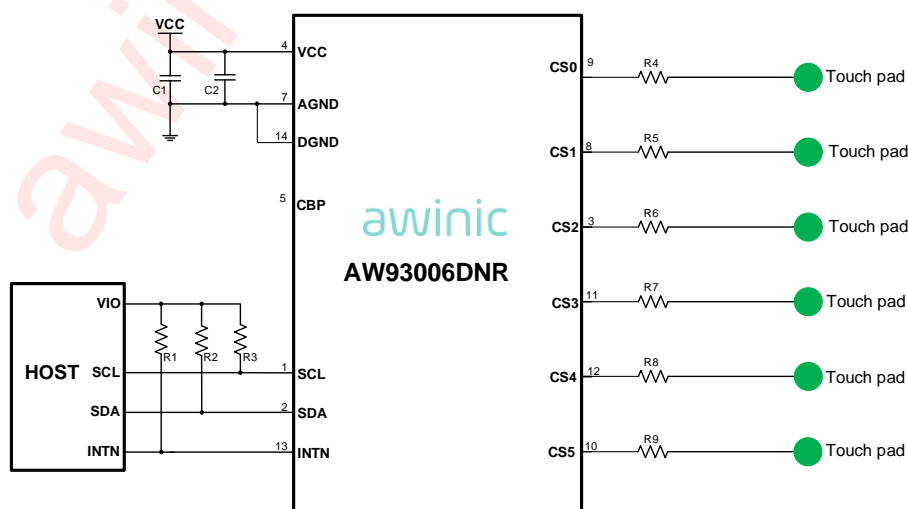 VCC
C1
C2
4
VCC
7
AGND
14
DGND
5
CBP
awinic
AW93006DNR
HOST
VIO
SCL
SDA
INTN
R1
R2
R3
1
SCL
2
SDA
13
INTN
CS0
9
R4
Touch pad
CS1
8
R5
Touch pad
CS2
3
R6
Touch pad
CS3
11
R7
Touch pad
CS4
12
R8
Touch pad
CS5
10
R9
Touch pad